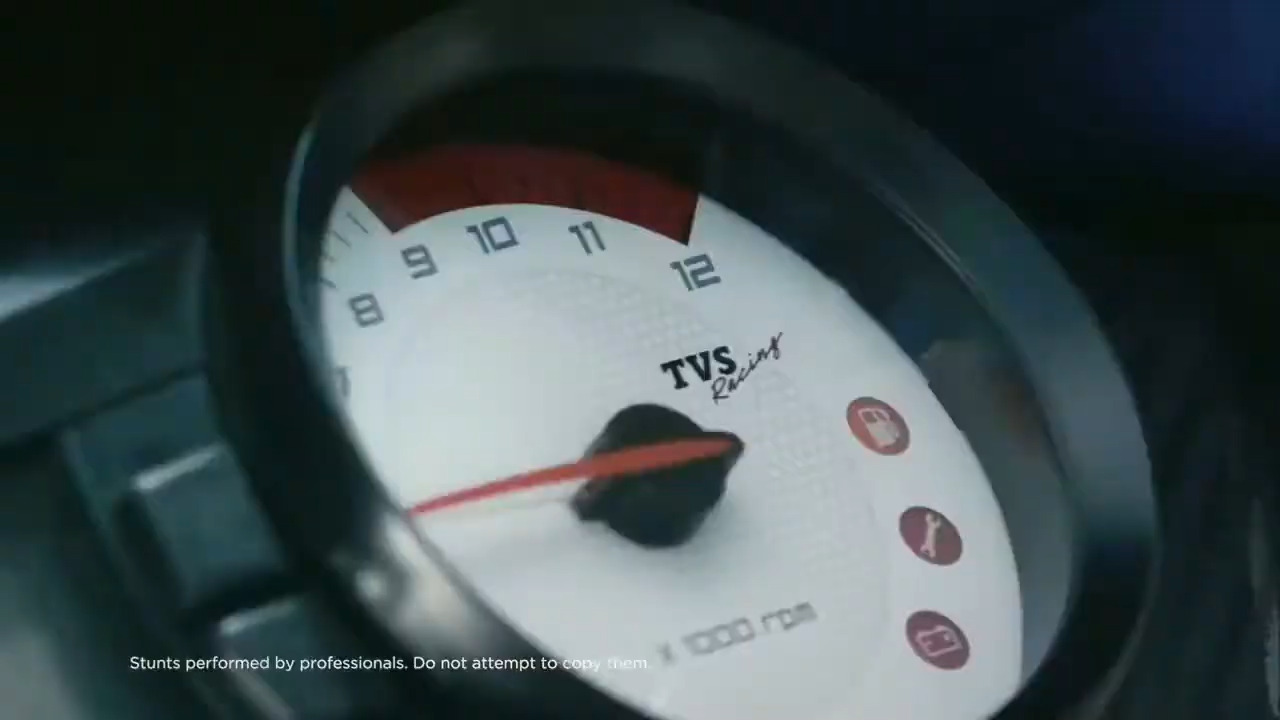 9 10 11 12
8
7
TVS
Racing
x 1000 rpm
Stunts performed by professionals. Do not attempt to copy them.